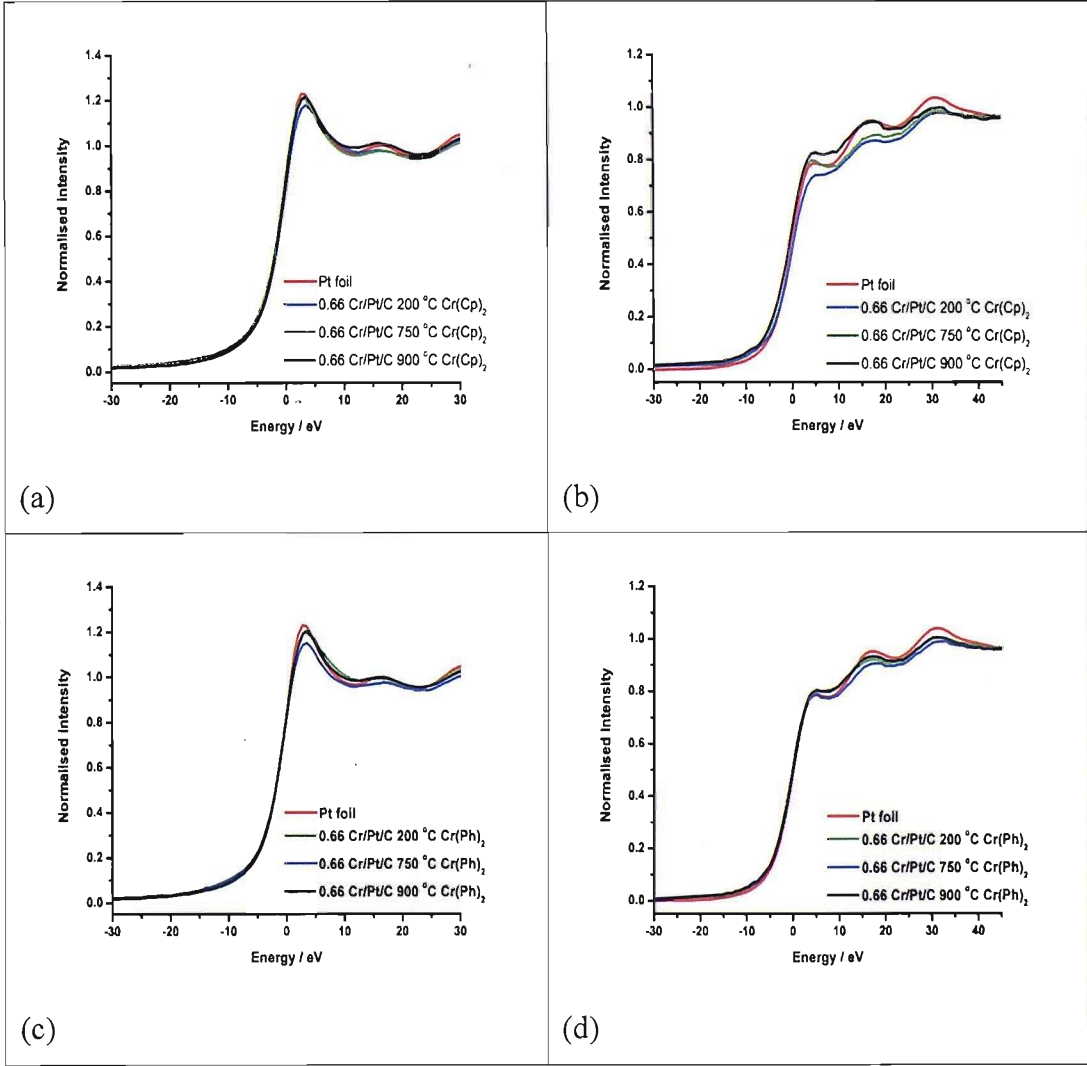 1.4
1.2
1.0
0.8
0.6
0.4
0.2
0.0
Normalised Intensity
Pt foil
0.66 Cr/Pt/C 200 °C Cr(Cp)₂
0.66 Cr/Pt/C 750 °C Cr(Cp)₂
0.66 Cr/Pt/C 900 °C Cr(Cp)₂
-30 -20 -10 0 10 20 30
Energy / eV
(a)
1.2
1.0
0.8
0.6
0.4
0.2
0.0
Normalised Intensity
Pt foil
0.66 Cr/Pt/C 200 °C Cr(Cp)₂
0.66 Cr/Pt/C 750 °C Cr(Cp)₂
0.66 Cr/Pt/C 900 °C Cr(Cp)₂
-30 -20 -10 0 10 20 30 40
Energy / eV
(b)
1.4
1.2
1.0
0.8
0.6
0.4
0.2
0.0
Normalised Intensity
Pt foil
0.66 Cr/Pt/C 200 °C Cr(Ph)₂
0.66 Cr/Pt/C 750 °C Cr(Ph)₂
0.66 Cr/Pt/C 900 °C Cr(Ph)₂
-30 -20 -10 0 10 20 30
Energy / eV
(c)
1.2
1.0
0.8
0.6
0.4
0.2
0.0
Normalised Intensity
Pt foil
0.66 Cr/Pt/C 200 °C Cr(Ph)₂
0.66 Cr/Pt/C 750 °C Cr(Ph)₂
0.66 Cr/Pt/C 900 °C Cr(Ph)₂
-30 -20 -10 0 10 20 30 40
Energy / eV
(d)